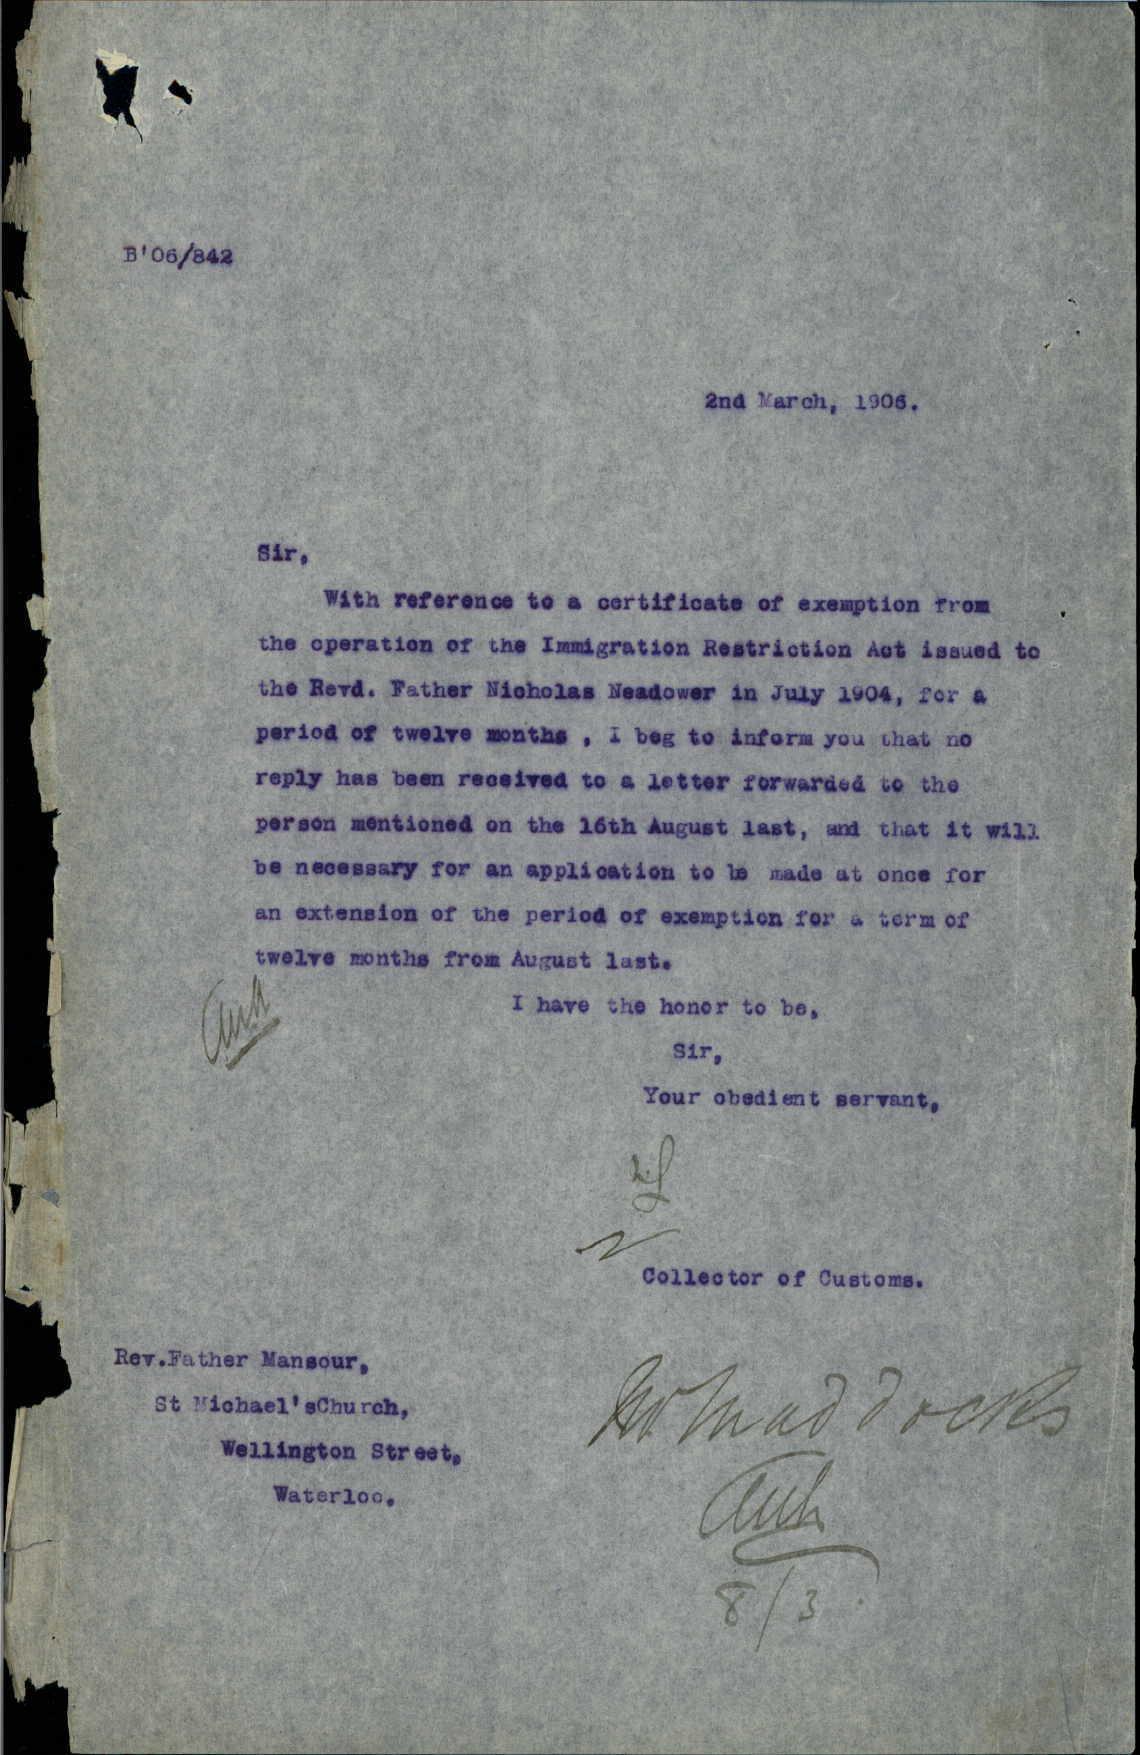 B'06/842
2nd March, 1906.
Sir,
With reference to a certificate of exemption from
the operation of the Immigration Restriction Act issued to
the Revd. Father Nicholas Neadower in July 1904, for a
period of twelve months , I beg to inform you that no
reply has been received to a letter forwarded to the
person mentioned on the 16th August last, and that it will
be necessary for an application to be made at once for
an extension of the period of exemption for a term of
twelve months from August last.
I have the honor to be,
Sir,
Your obedient servant,
Collector of Customs.
Rev.Father Mansour,
St Michael'sChurch,
Wellington Street,
Waterloo.
Mr Maddocks
8/3